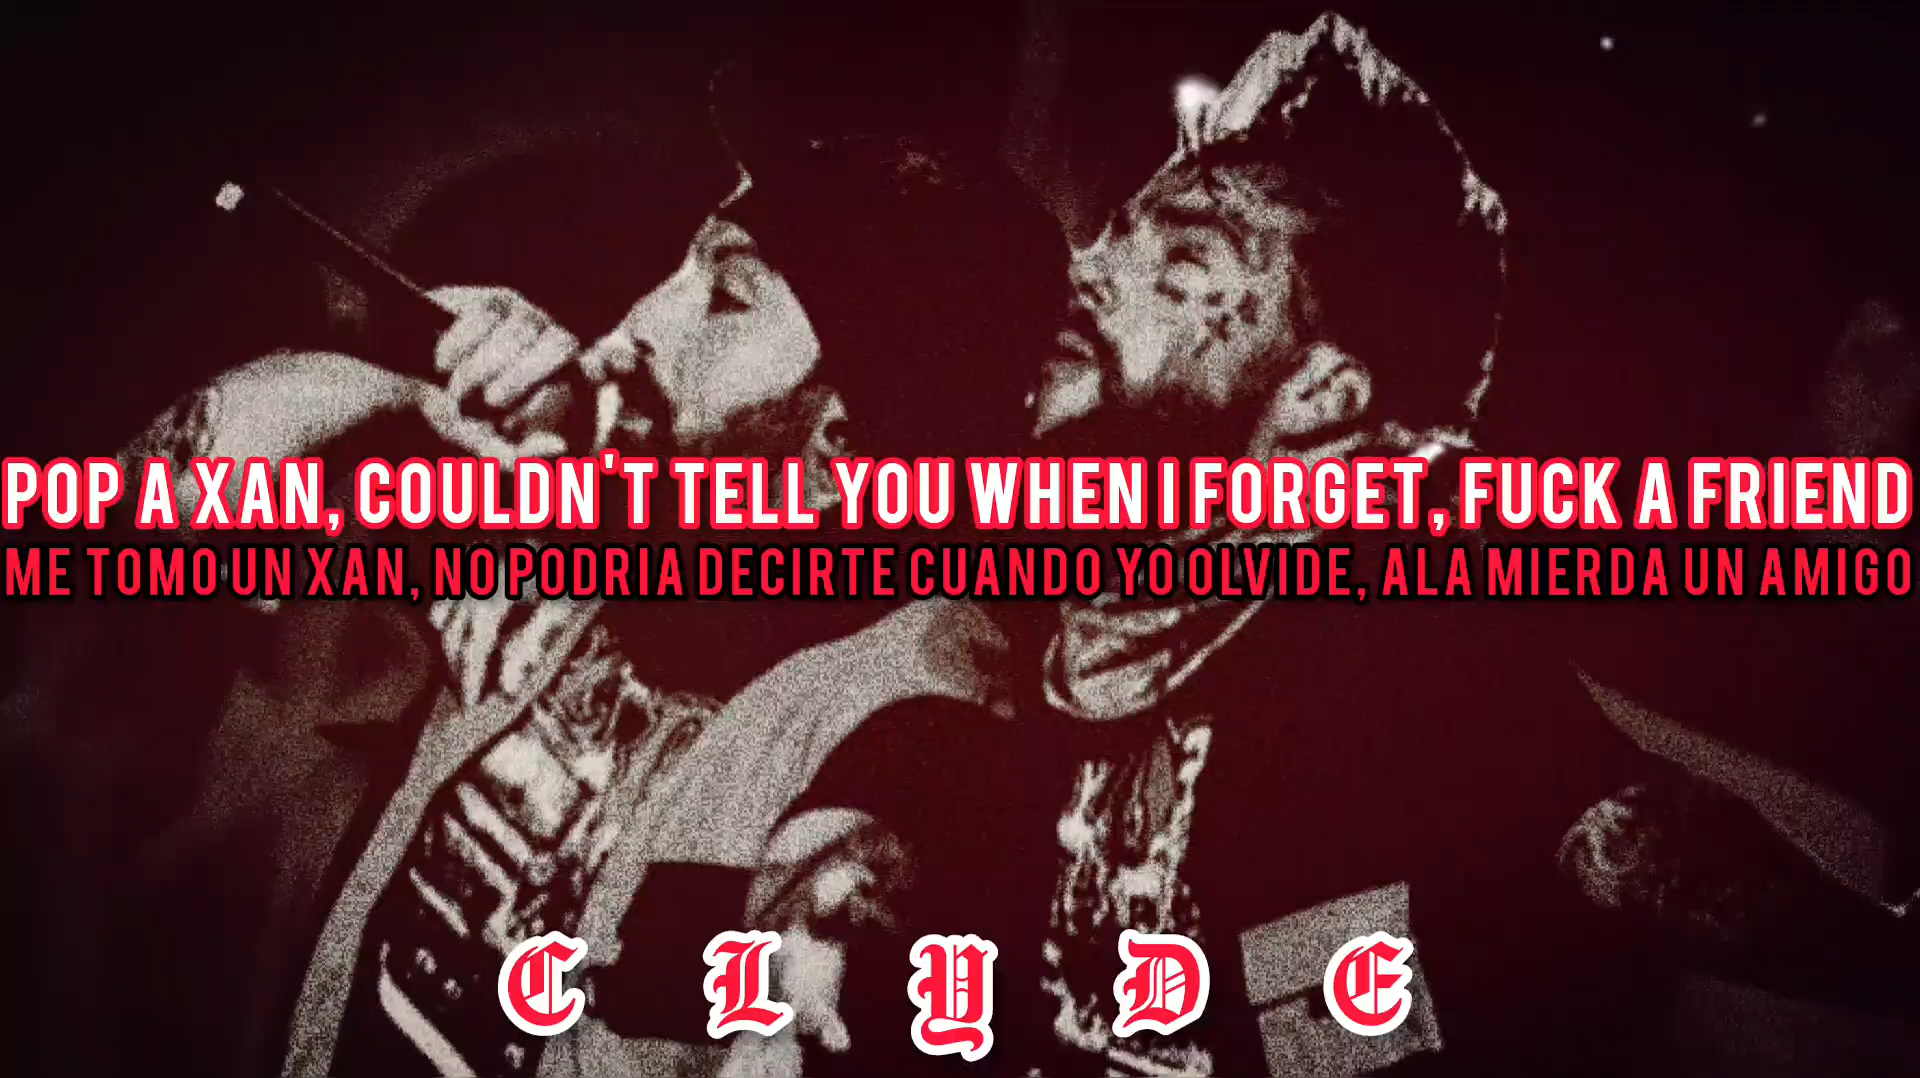 POP A XAN, COULDN'T TELL YOU WHEN I FORGET, FUCK A FRIEND
ME TOMO UN XAN, NO PODRIA DECIRTE CUANDO YO OLVIDE, ALA MIERDA UN AMIGO
CLYDE